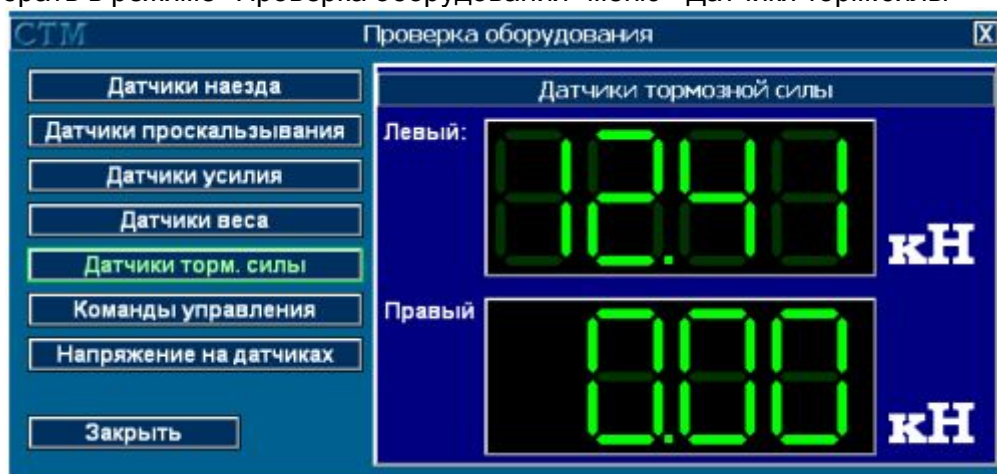 СТМ Проверка оборудования X
Датчики наезда
Датчики проскальзывания
Датчики усилия
Датчики веса
Датчики торм. силы
Команды управления
Напряжение на датчиках
Закрыть
Датчики тормозной силы
Левый:
12.41
кН
Правый
0.00
кН